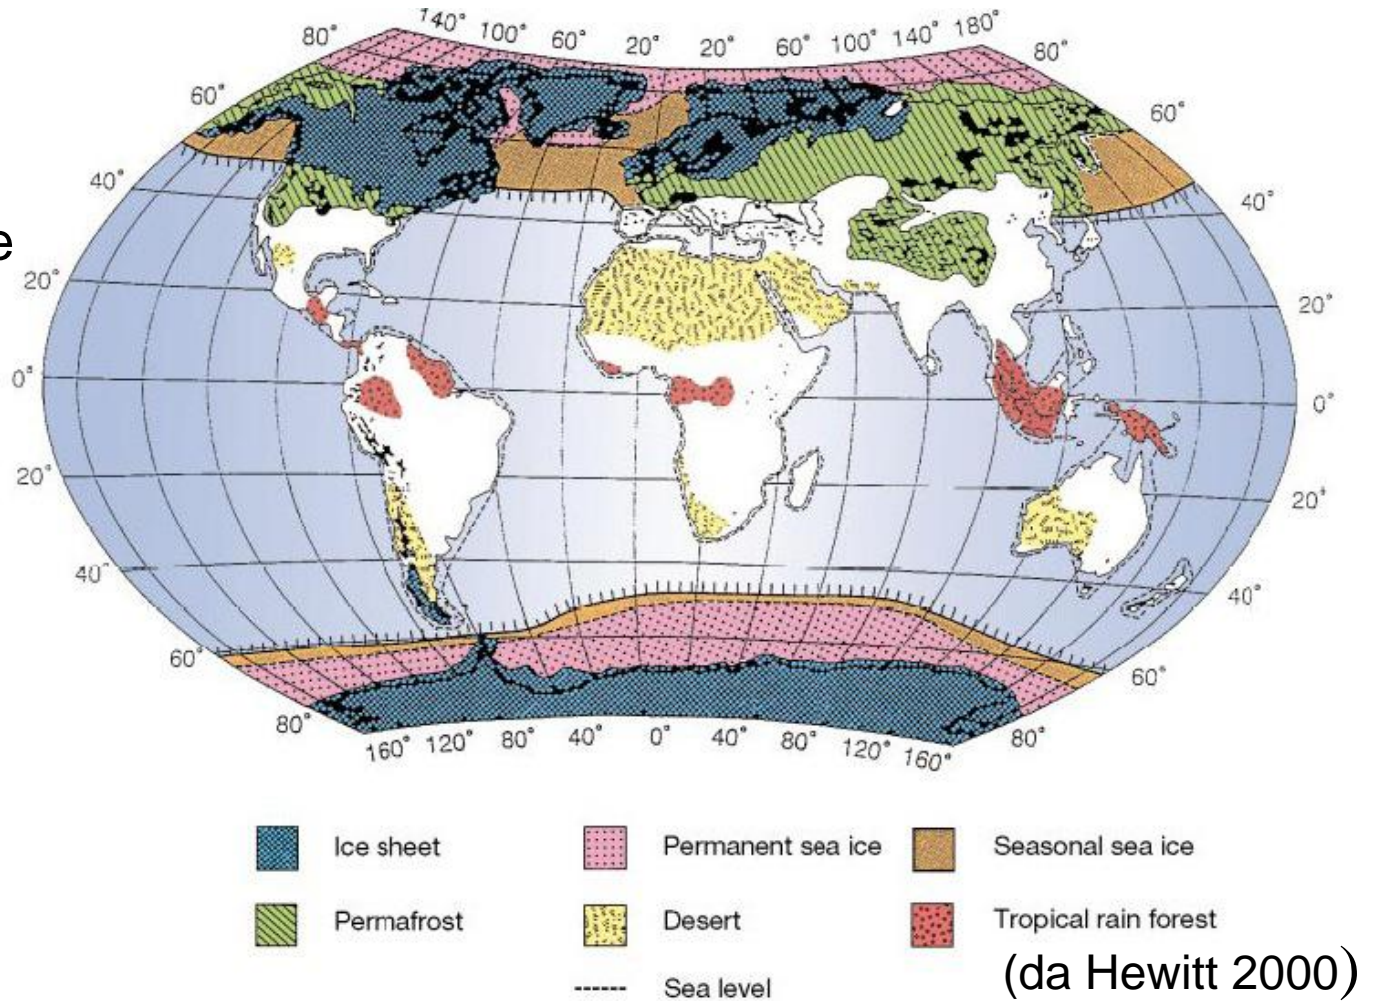 140° 100° 60° 20° 20° 60° 100° 140° 180°
80° 80°
60° 60°
40° 40°
e
20° 20°
0° 0°
20° 20°
40° 40°
60° 60°
80° 80°
160° 120° 80° 40° 0° 40° 80° 120° 160°
Ice sheet Permanent sea ice Seasonal sea ice
Permafrost Desert Tropical rain forest
Sea level
(da Hewitt 2000)